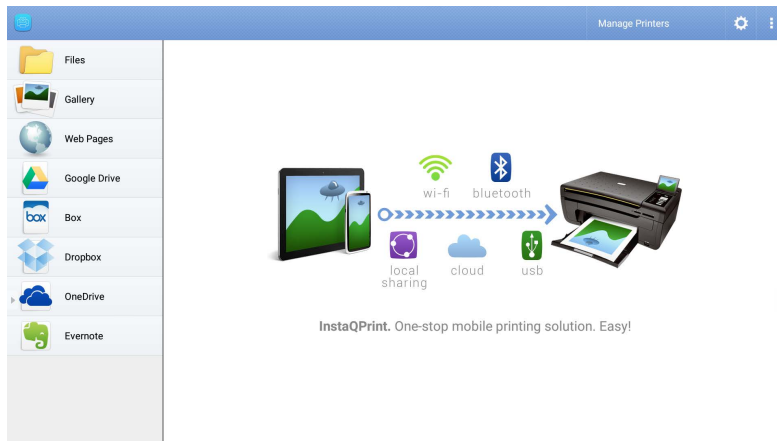 Manage Printers
Files
Gallery
Web Pages
Google Drive
box
Box
Dropbox
OneDrive
Evernote
wi-fi
bluetooth
local sharing
cloud
usb
InstaQPrint. One-stop mobile printing solution. Easy!